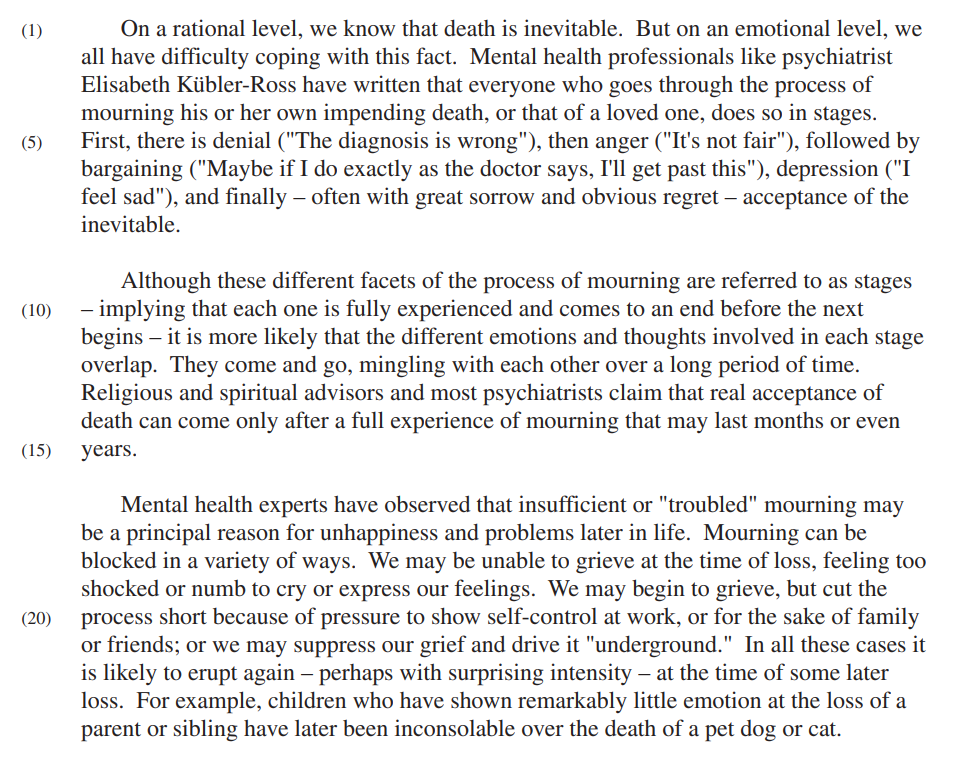 (1) On a rational level, we know that death is inevitable. But on an emotional level, we
all have difficulty coping with this fact. Mental health professionals like psychiatrist
Elisabeth Kübler-Ross have written that everyone who goes through the process of
mourning his or her own impending death, or that of a loved one, does so in stages.
(5) First, there is denial ("The diagnosis is wrong"), then anger ("It's not fair"), followed by
bargaining ("Maybe if I do exactly as the doctor says, I'll get past this"), depression ("I
feel sad"), and finally – often with great sorrow and obvious regret – acceptance of the
inevitable.
Although these different facets of the process of mourning are referred to as stages
(10) – implying that each one is fully experienced and comes to an end before the next
begins – it is more likely that the different emotions and thoughts involved in each stage
overlap. They come and go, mingling with each other over a long period of time.
Religious and spiritual advisors and most psychiatrists claim that real acceptance of
death can come only after a full experience of mourning that may last months or even
(15) years.
Mental health experts have observed that insufficient or "troubled" mourning may
be a principal reason for unhappiness and problems later in life. Mourning can be
blocked in a variety of ways. We may be unable to grieve at the time of loss, feeling too
shocked or numb to cry or express our feelings. We may begin to grieve, but cut the
(20) process short because of pressure to show self-control at work, or for the sake of family
or friends; or we may suppress our grief and drive it "underground." In all these cases it
is likely to erupt again – perhaps with surprising intensity – at the time of some later
loss. For example, children who have shown remarkably little emotion at the loss of a
parent or sibling have later been inconsolable over the death of a pet dog or cat.